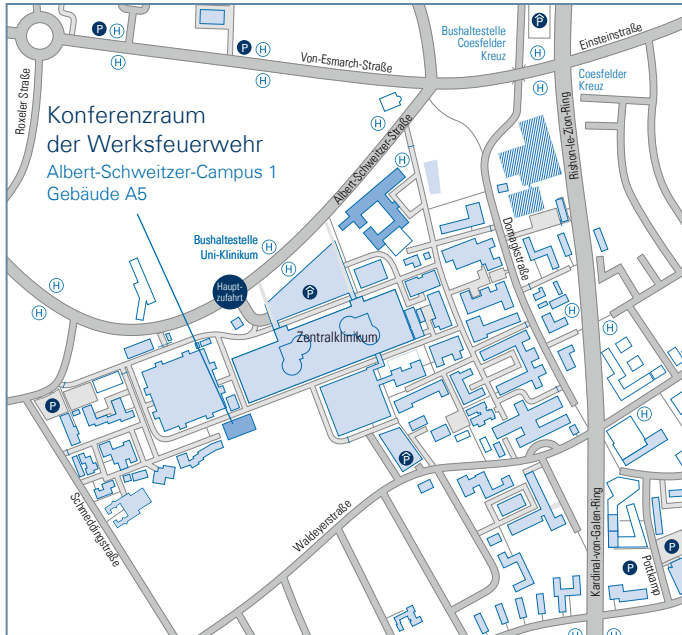 P
H
P
H
H
H
Bushaltestelle
Coesfelder
Kreuz
P
H
Einsteinstraße
Von-Esmarch-Straße
Roxeler Straße
Coesfelder
Kreuz
H
H
Rishon-le-Zion-Ring
Konferenzraum
der Werksfeuerwehr
Albert-Schweitzer-Campus 1
Gebäude A5
H
Albert-Schweitzer-Straße
H
Domagkstraße
Bushaltestelle
Uni-Klinikum
H
H
Haupt-
zufahrt
P
H
H
Zentralklinikum
H
H
P
H
P
Schmeddingstraße
Waldeyerstraße
Kardinal-von-Galen-Ring
Pottkamp
P
P
H
H